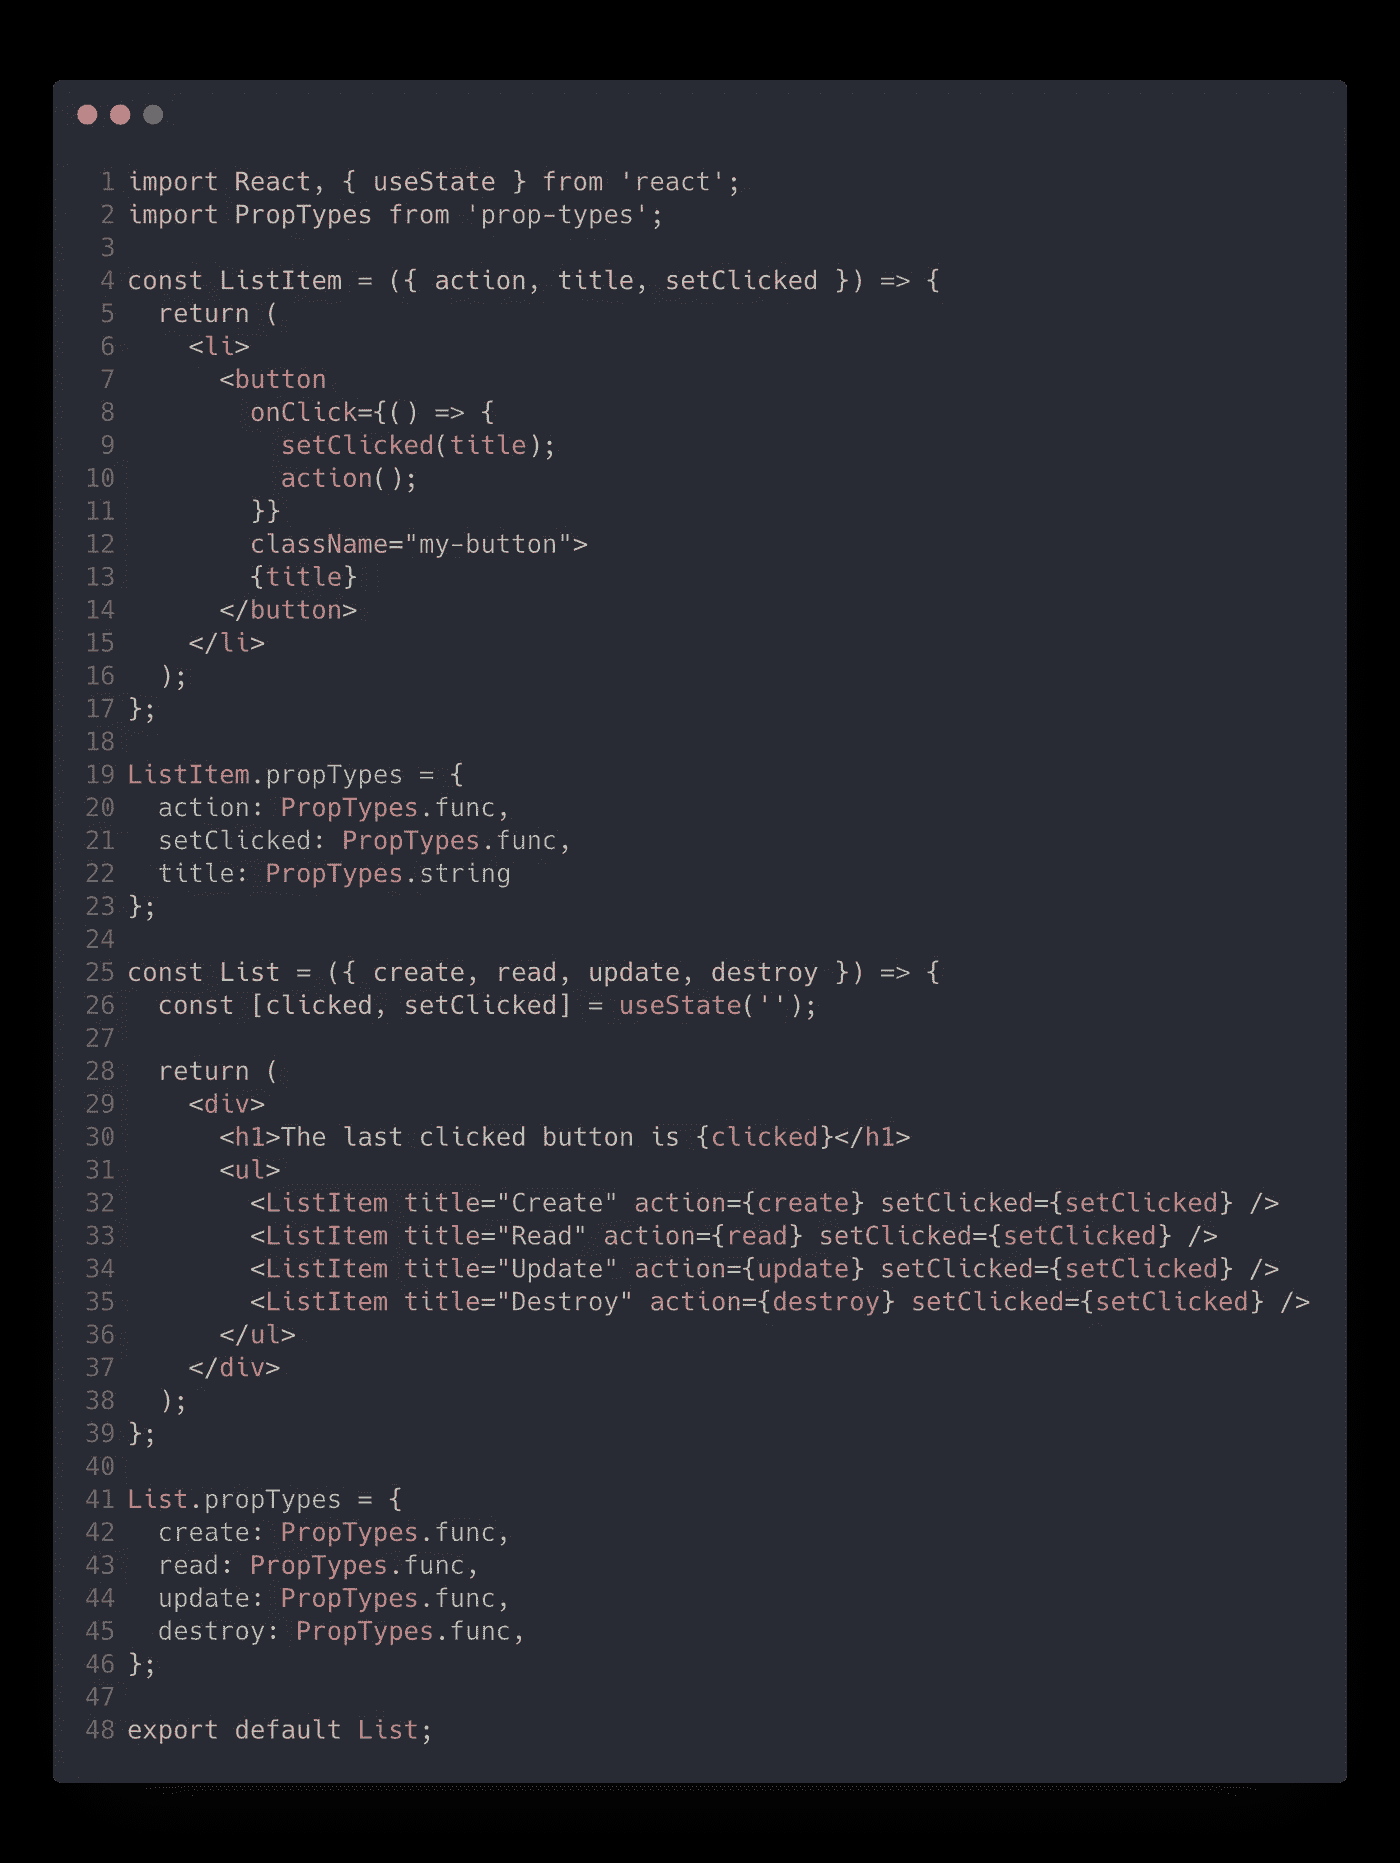 1 import React, { useState } from 'react';
2 import PropTypes from 'prop-types';
3
4 const ListItem = ({ action, title, setClicked }) => {
5   return (
6     <li>
7       <button
8         onClick={() => {
9           setClicked(title);
10           action();
11         }}
12         className="my-button">
13         {title}
14       </button>
15     </li>
16   );
17 };
18
19 ListItem.propTypes = {
20   action: PropTypes.func,
21   setClicked: PropTypes.func,
22   title: PropTypes.string
23 };
24
25 const List = ({ create, read, update, destroy }) => {
26   const [clicked, setClicked] = useState('');
27
28   return (
29     <div>
30       <h1>The last clicked button is {clicked}</h1>
31       <ul>
32         <ListItem title="Create" action={create} setClicked={setClicked} />
33         <ListItem title="Read" action={read} setClicked={setClicked} />
34         <ListItem title="Update" action={update} setClicked={setClicked} />
35         <ListItem title="Destroy" action={destroy} setClicked={setClicked} />
36       </ul>
37     </div>
38   );
39 };
40
41 List.propTypes = {
42   create: PropTypes.func,
43   read: PropTypes.func,
44   update: PropTypes.func,
45   destroy: PropTypes.func,
46 };
47
48 export default List;